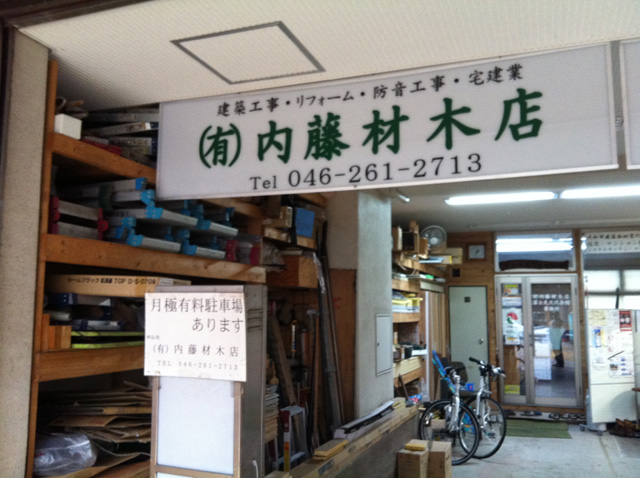 建築工事・リフォーム・防音工事・宅建業
㈲内藤材木店
Tel 046-261-2713
月極有料駐車場
あります
(有)内藤材木店
TEL 046-261-2713